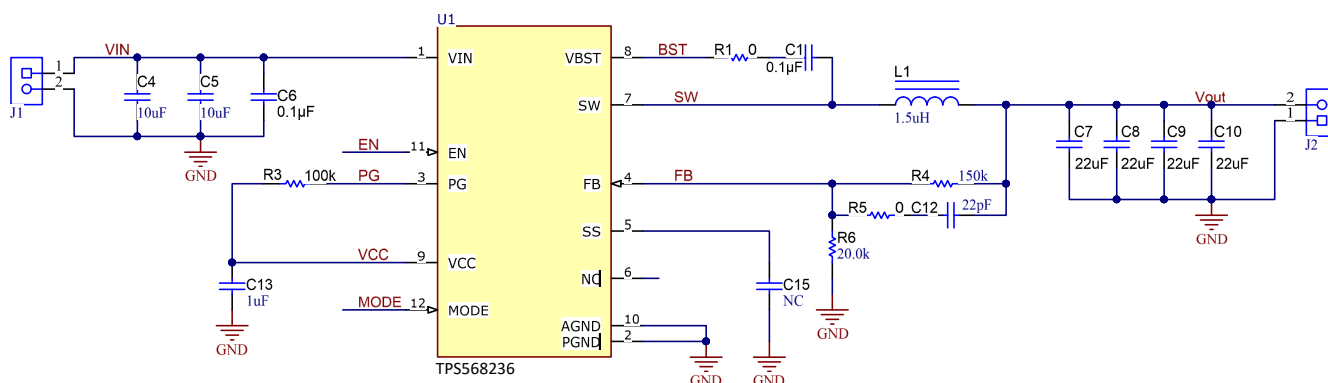 U1
VIN
1
2
J1
C4
10uF
C5
10uF
C6
0.1µF
1 VIN
VBST 8
BST
R1 0
C1
0.1µF
SW 7
SW
L1
1.5uH
Vout
2
1
J2
C7
22uF
C8
22uF
C9
22uF
C10
22uF
GND
GND
EN 11 EN
R3 100k PG 3 PG
FB 4
FB
R4 150k
R5 0 C12 22pF
R6
20.0k
GND
SS 5
C15
NC
GND
NC 6
VCC 9 VCC
C13
1uF
GND
MODE 12 MODE
AGND 10
PGND 2
GND
TPS568236